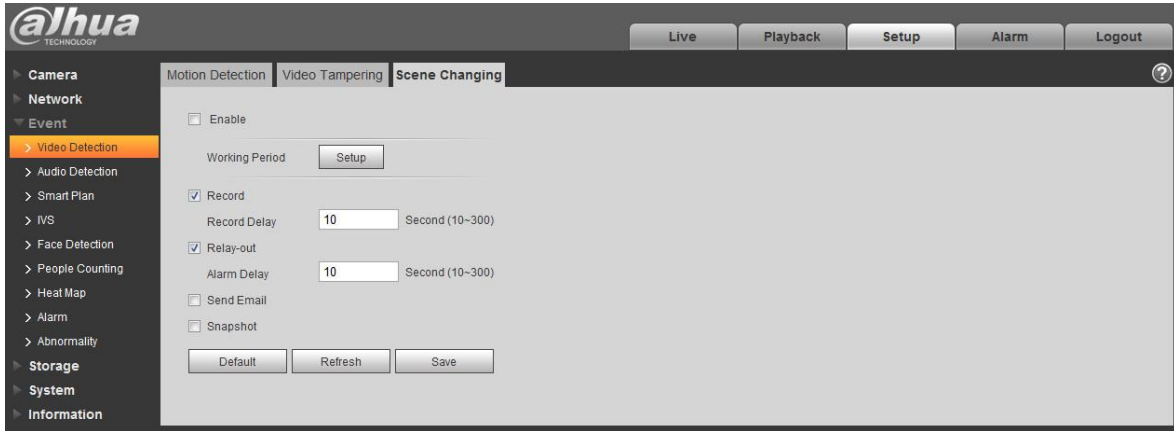 alhua
TECHNOLOGY
Live Playback Setup Alarm Logout
Camera
Network
Event
Video Detection
Audio Detection
Smart Plan
IVS
Face Detection
People Counting
Heat Map
Alarm
Abnormality
Storage
System
Information
Motion Detection Video Tampering Scene Changing
?
Enable
Working Period Setup
Record
Record Delay 10 Second (10~300)
Relay-out
Alarm Delay 10 Second (10~300)
Send Email
Snapshot
Default Refresh Save